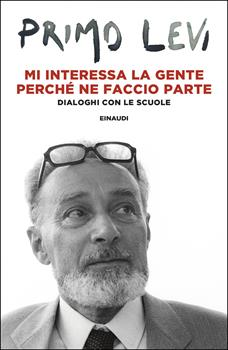 PRIMO LEVI
MI INTERESSA LA GENTE
PERCHÉ NE FACCIO PARTE
DIALOGHI CON LE SCUOLE
EINAUDI